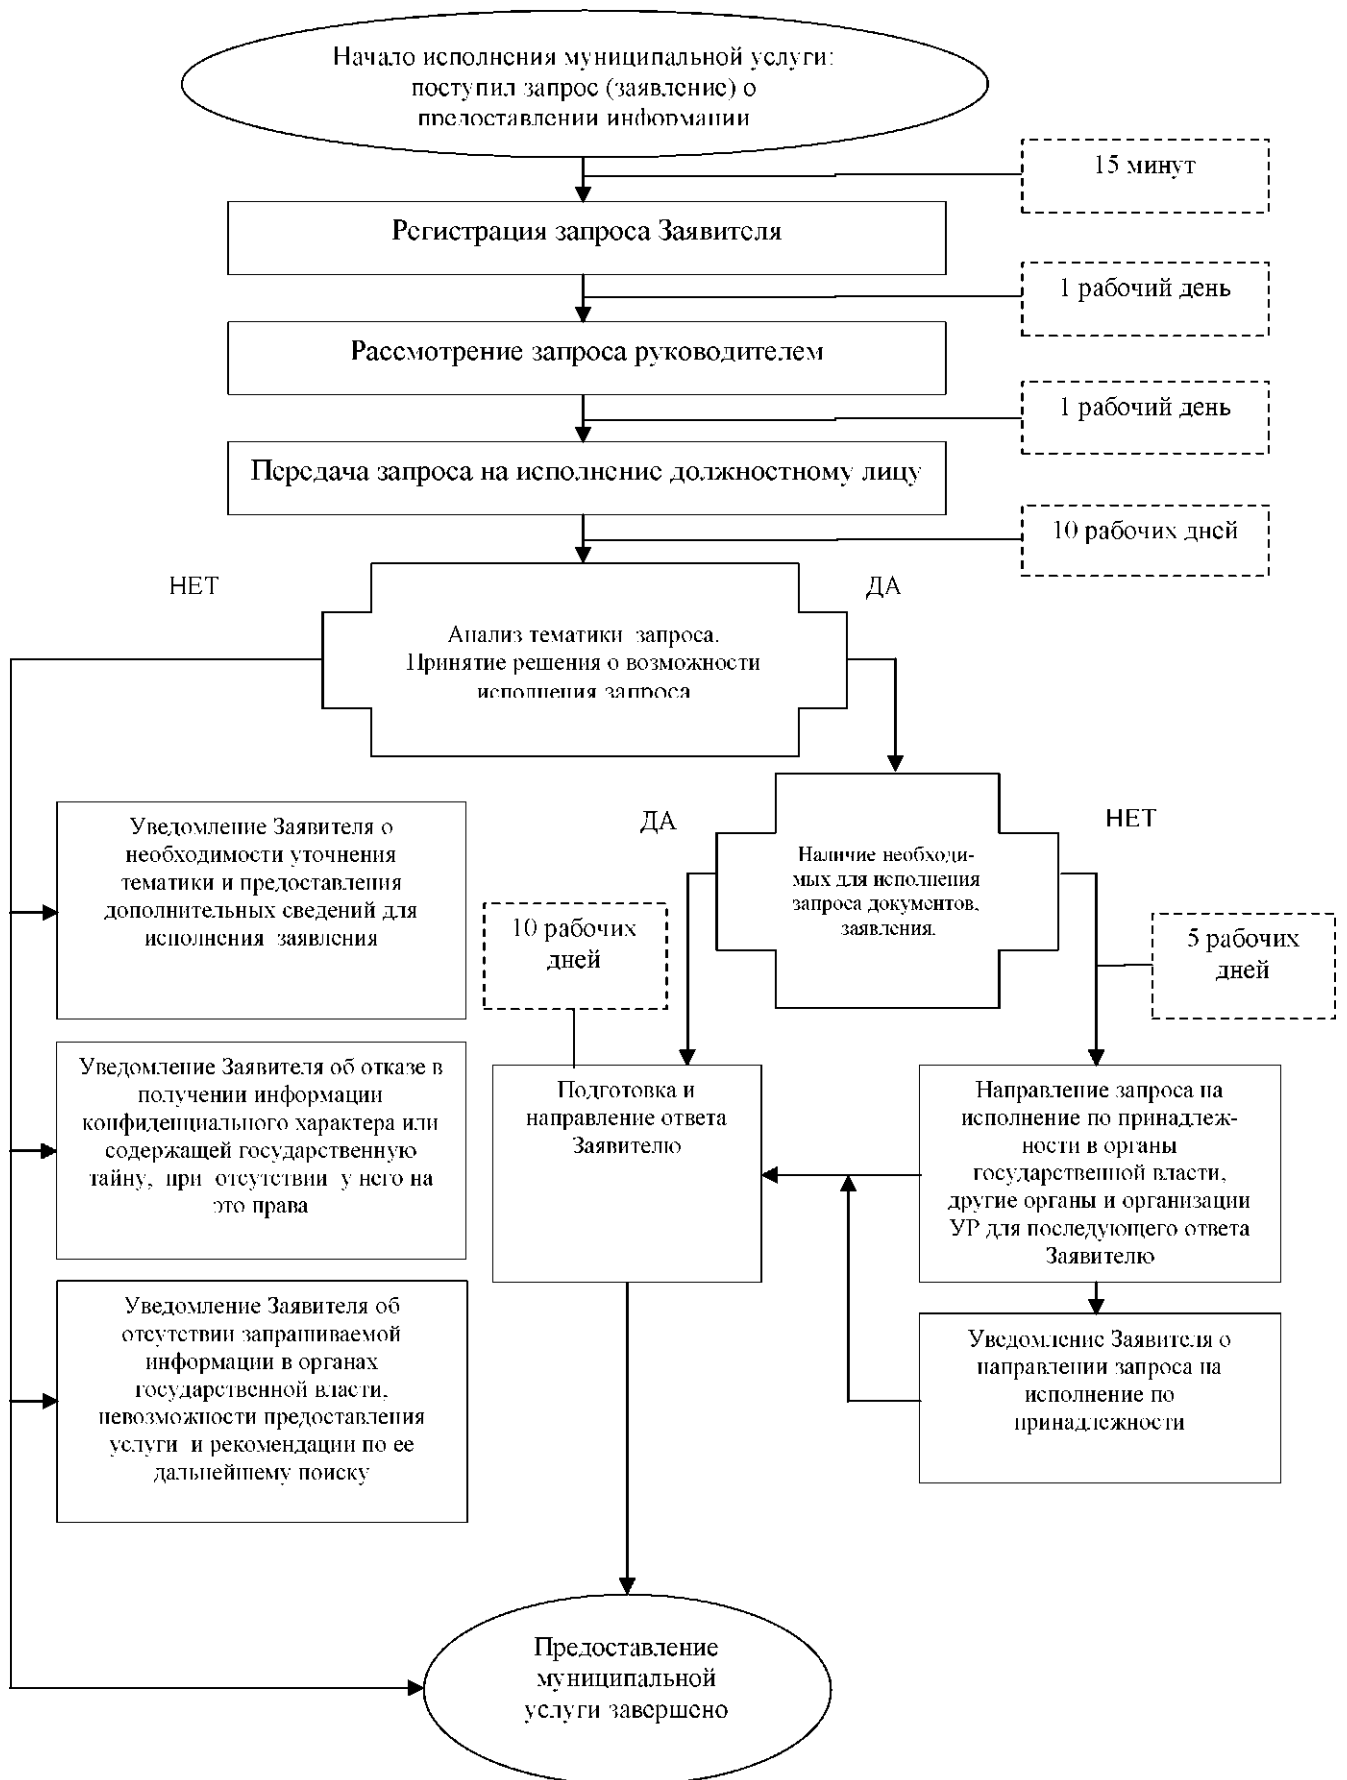 Начало исполнения муниципальной услуги:
поступил запрос (заявление) о
предоставлении информации
15 минут
Регистрация запроса Заявителя
1 рабочий день
Рассмотрение запроса руководителем
1 рабочий день
Передача запроса на исполнение должностному лицу
10 рабочих дней
НЕТ
ДА
Анализ тематики запроса.
Принятие решения о возможности
исполнения запроса
Уведомление Заявителя о
необходимости уточнения
тематики и предоставления
дополнительных сведений для
исполнения заявления
ДА
НЕТ
Наличие необходи-
мых для исполнения
запроса документов,
заявления.
10 рабочих
дней
5 рабочих
дней
Уведомление Заявителя об отказе в
получении информации
конфиденциального характера или
содержащей государственную
тайну, при отсутствии у него на
это права
Подготовка и
направление ответа
Заявителю
Направление запроса на
исполнение по принадлеж-
ности в органы
государственной власти,
другие органы и организации
УР для последующего ответа
Заявителю
Уведомление Заявителя об
отсутствии запрашиваемой
информации в органах
государственной власти,
невозможности предоставления
услуги и рекомендации по ее
дальнейшему поиску
Уведомление Заявителя о
направлении запроса на
исполнение по
принадлежности
Предоставление
муниципальной
услуги завершено